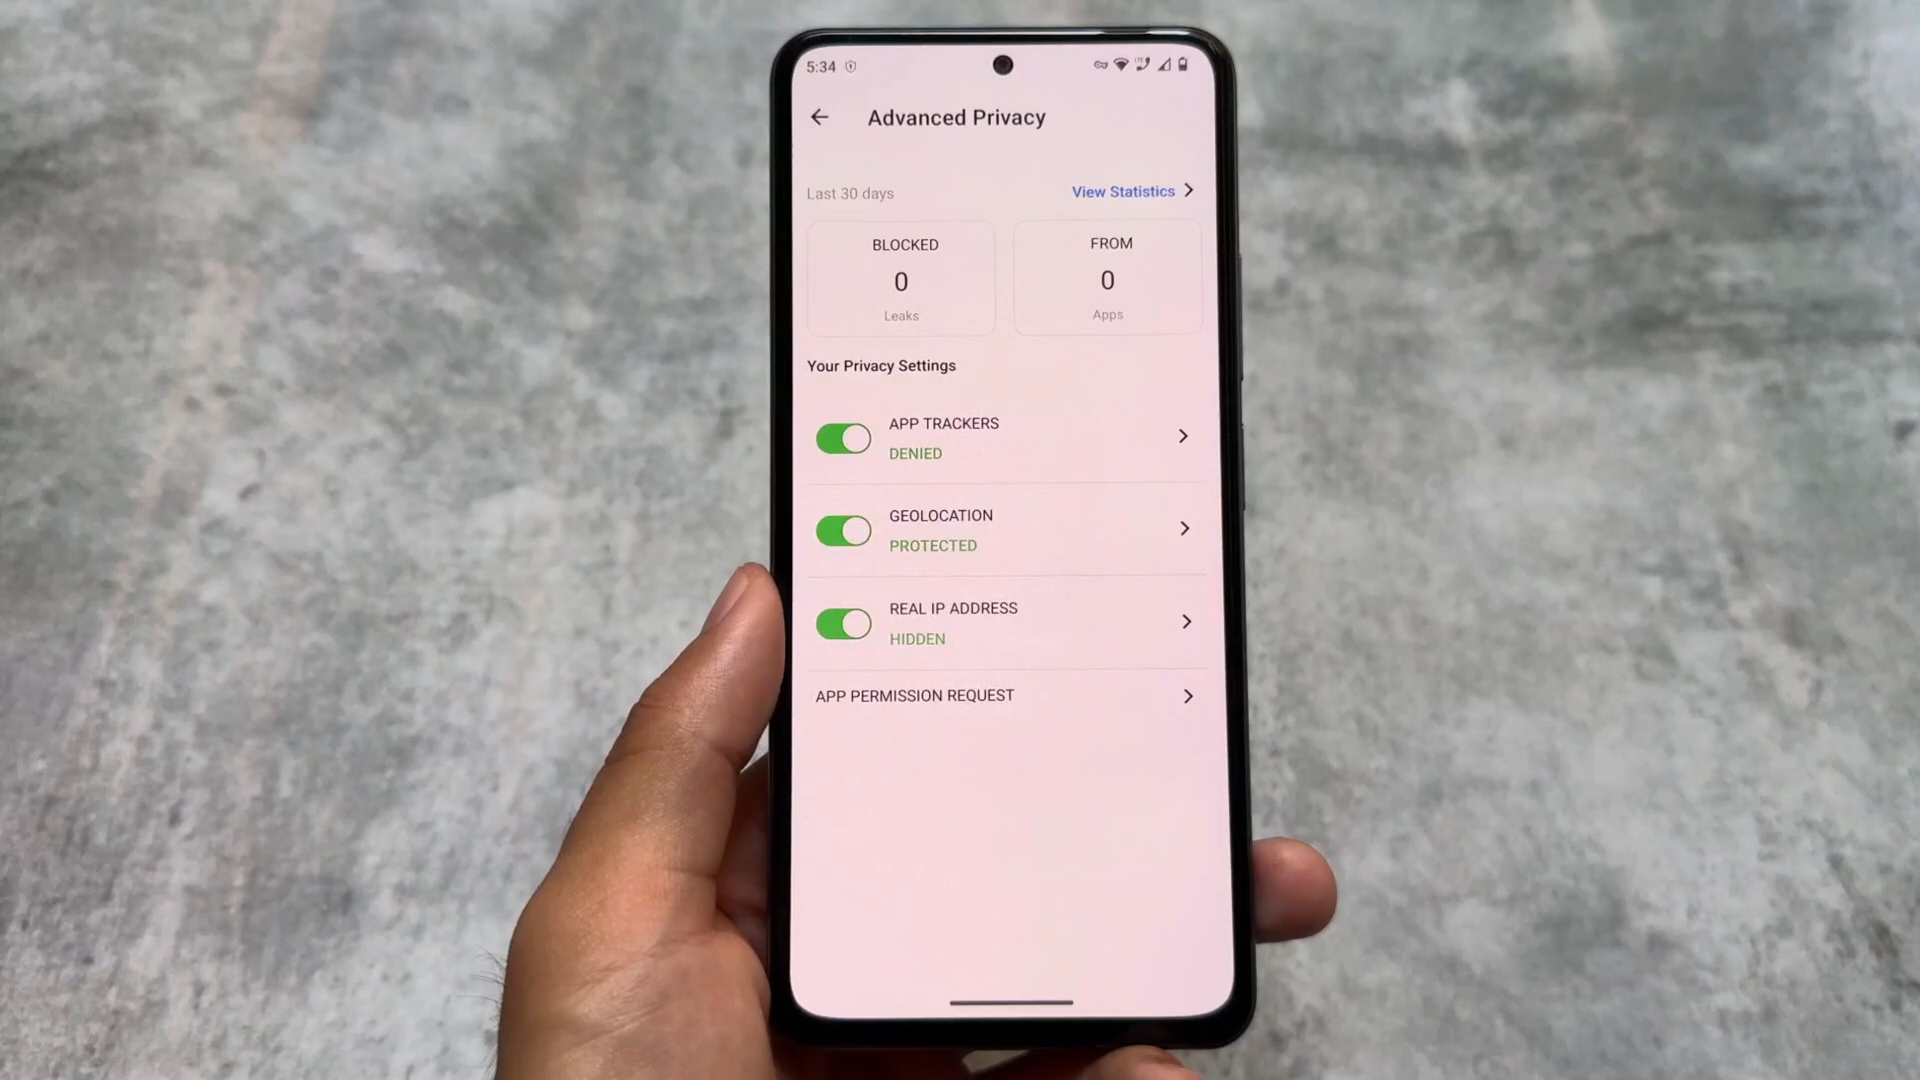 5:34
Advanced Privacy
Last 30 days
View Statistics
BLOCKED
0
Leaks
FROM
0
Apps
Your Privacy Settings
APP TRACKERS
DENIED
GEOLOCATION
PROTECTED
REAL IP ADDRESS
HIDDEN
APP PERMISSION REQUEST